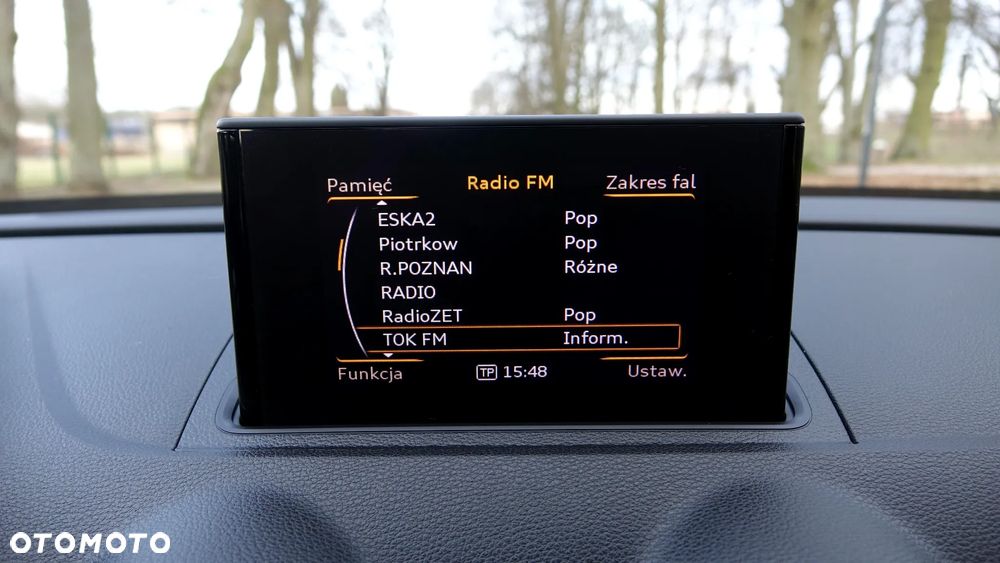 Pamięć Radio FM Zakres fal
ESKA2 Pop
Piotrkow Pop
R.POZNAN Różne
RADIO
RadioZET Pop
TOK FM Inform.
Funkcja TP 15:48 Ustaw.
OTOMOTO